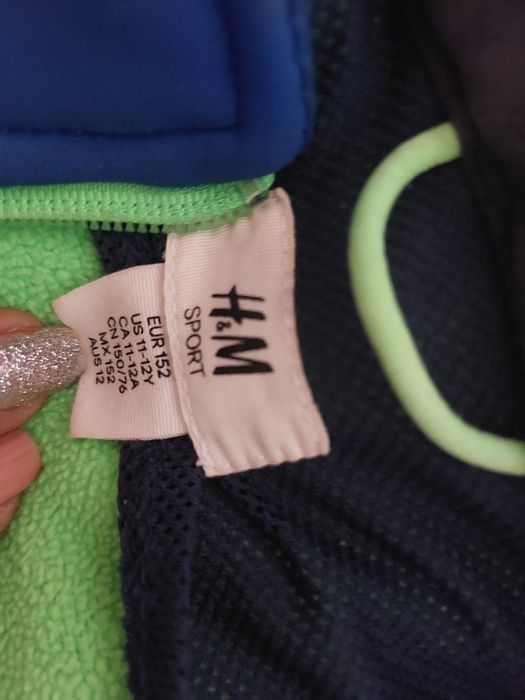 H&M
SPORT
EUR 152
US 11-12Y
CA 11-12A
MX 152
CN 150/76
AUS 12